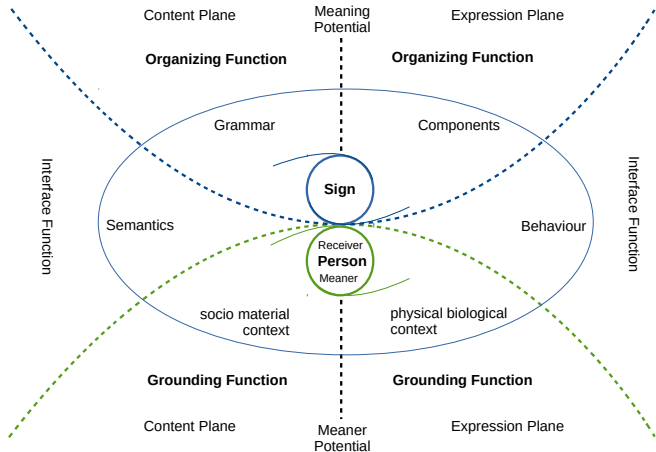 Content Plane
Meaning
Potential
Expression Plane
Organizing Function
Organizing Function
Grammar
Components
Interface Function
Interface Function
Sign
Semantics
Behaviour
Receiver
Person
Meaner
socio material
context
physical biological
context
Grounding Function
Grounding Function
Content Plane
Meaner
Potential
Expression Plane